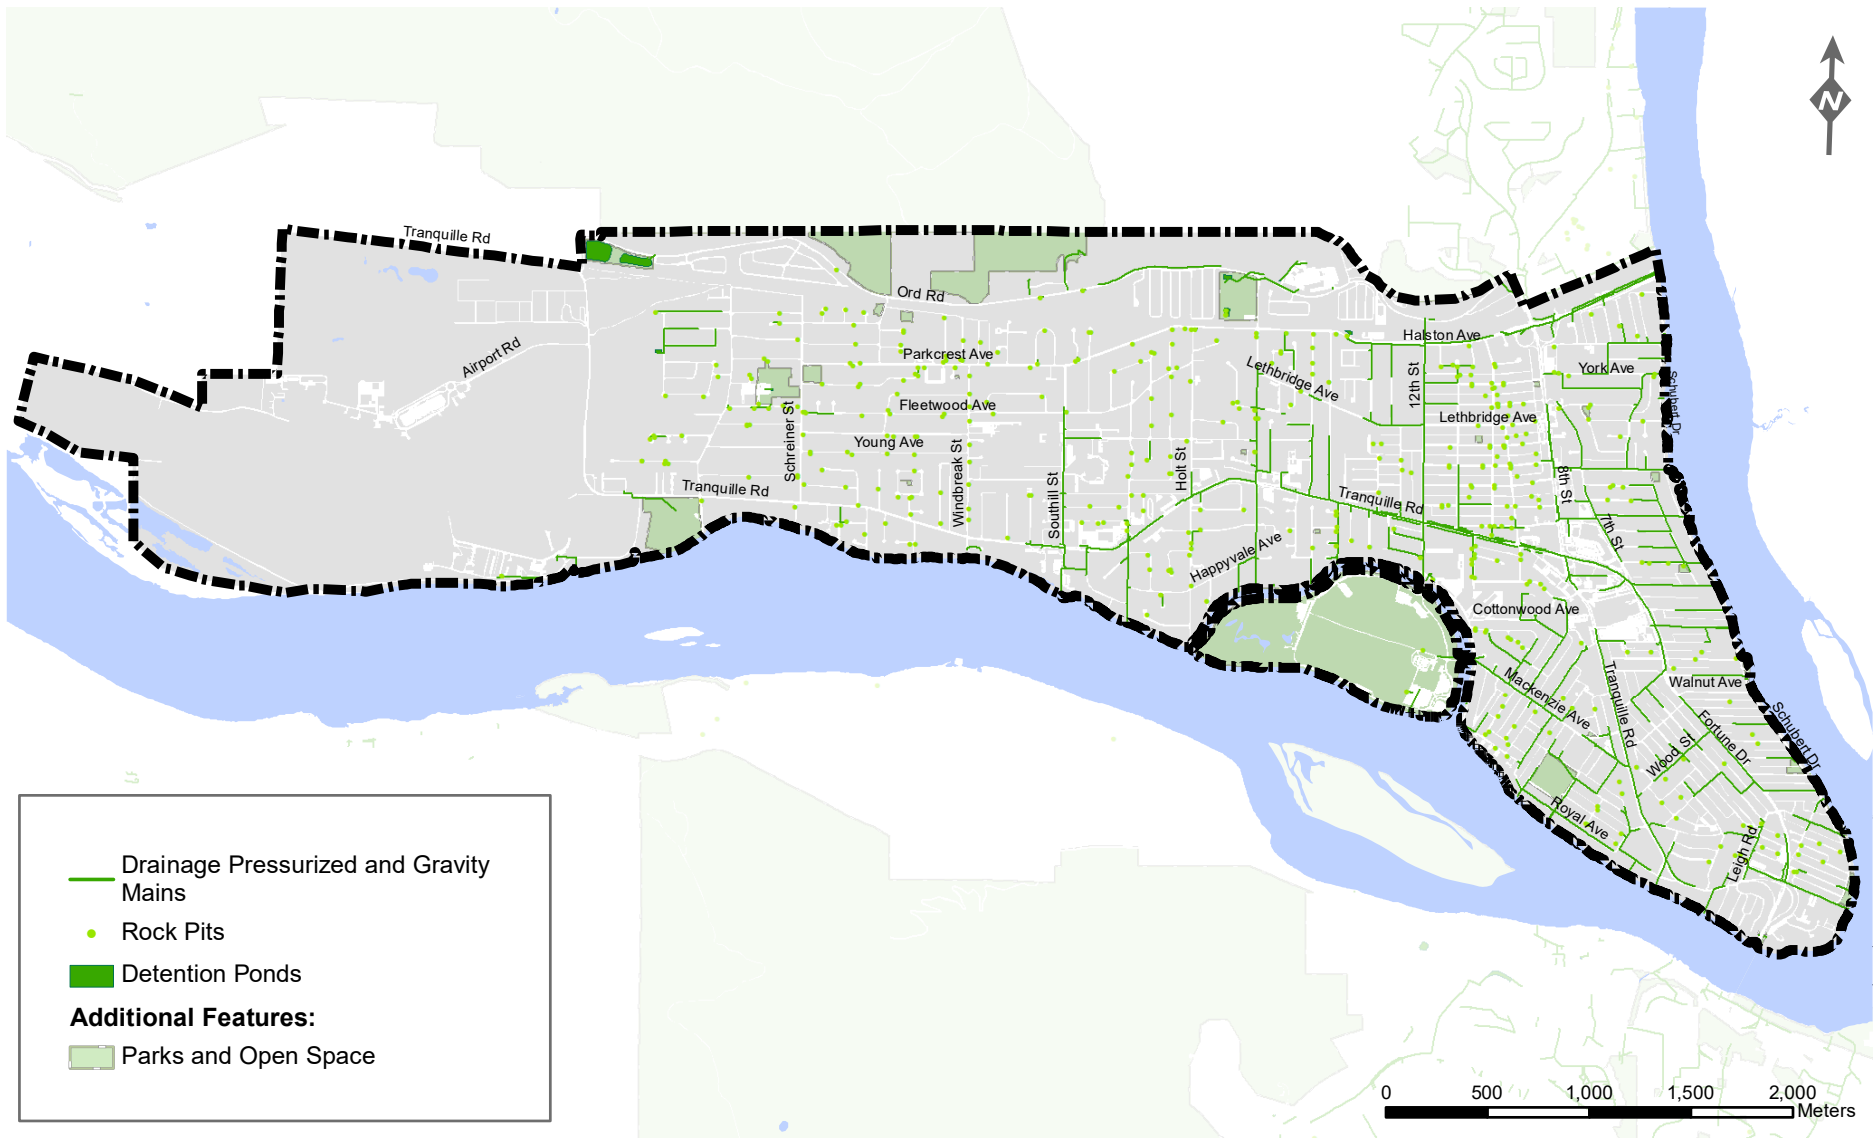 N
Tranquille Rd
Ord Rd
Airport Rd
Halston Ave
Parkcrest Ave
Lethbridge Ave
York Ave
12th St
Schubert Dr
Fleetwood Ave
Lethbridge Ave
Schreiner St
Young Ave
Windbreak St
Holt St
8th St
Southill St
Tranquille Rd
Tranquille Rd
7th St
Happyvale Ave
Cottonwood Ave
Mackenzie Ave
Tranquille Rd
Walnut Ave
Fortune Dr
Schubert Dr
Wood St
Royal Ave
Leigh Rd
Drainage Pressurized and Gravity
Mains
Rock Pits
Detention Ponds
Additional Features:
Parks and Open Space
0 500 1,000 1,500 2,000
Meters